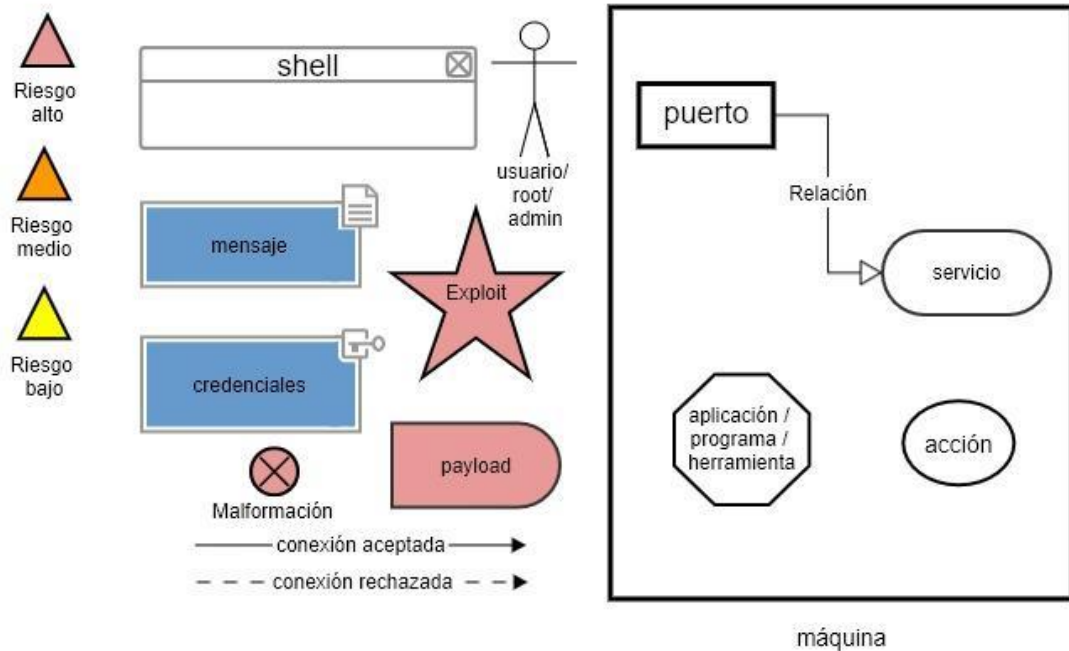 Riesgo
alto
Riesgo
medio
Riesgo
bajo
shell
usuario/
root/
admin
mensaje
Exploit
credenciales
payload
Malformación
conexión aceptada
conexión rechazada
puerto
Relación
servicio
aplicación /
programa /
herramienta
acción
máquina